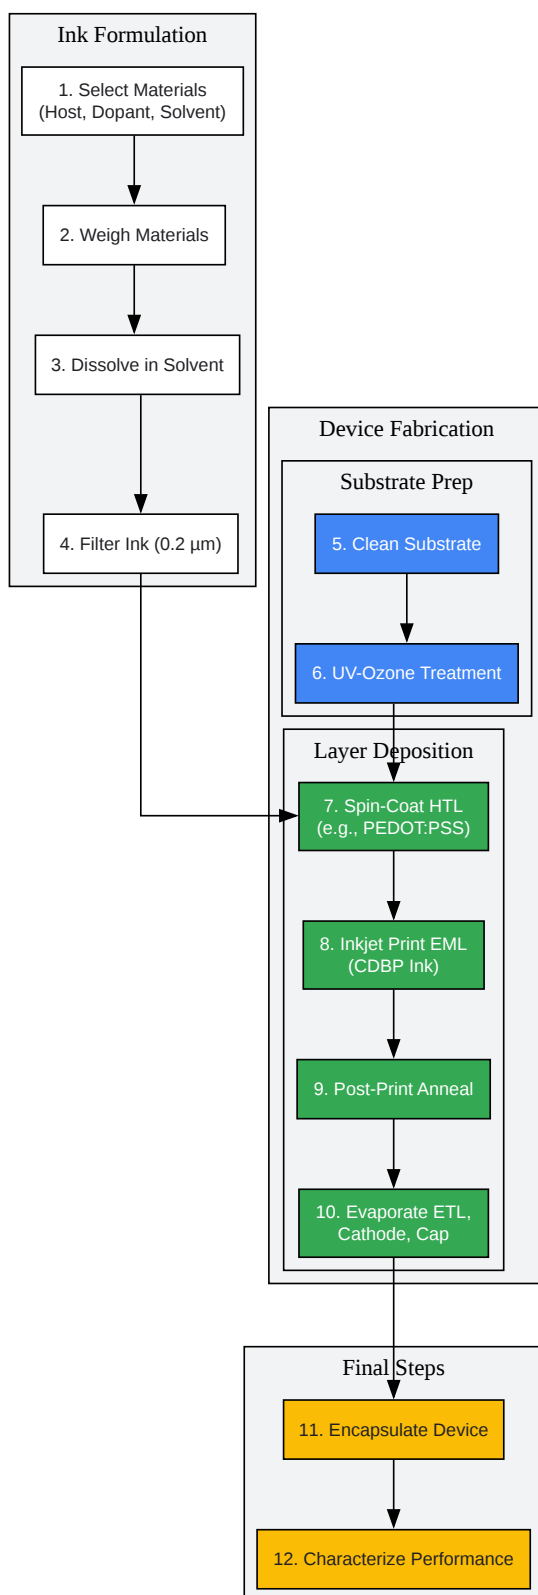 Ink Formulation
1. Select Materials
(Host, Dopant, Solvent)
2. Weigh Materials
3. Dissolve in Solvent
4. Filter Ink (0.2 µm)
Device Fabrication
Substrate Prep
5. Clean Substrate
6. UV-Ozone Treatment
Layer Deposition
7. Spin-Coat HTL
(e.g., PEDOT:PSS)
8. Inkjet Print EML
(CDBP Ink)
9. Post-Print Anneal
10. Evaporate ETL,
Cathode, Cap
Final Steps
11. Encapsulate Device
12. Characterize Performance